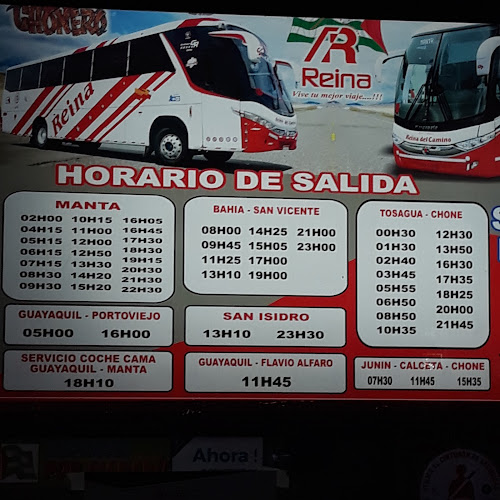 CHONERO
Reina
R
Reina
Vive tu mejor viaje....!!!
Reina del Camino
HORARIO DE SALIDA
MANTA
02H00 10H15 16H05
04H15 11H00 16H45
05H15 12H00 17H30
06H15 12H50 18H30
07H15 13H30 19H15
08H30 14H20 20H30
09H30 15H20 21H30
22H30
BAHIA - SAN VICENTE
08H00 14H25 21H00
09H45 15H05 23H00
11H25 17H00
13H10 19H00
TOSAGUA - CHONE
00H30 12H30
01H30 13H50
02H40 16H30
03H45 17H35
05H55 18H25
06H50 20H00
08H50 21H45
10H35
GUAYAQUIL - PORTOVIEJO
05H00 16H00
SAN ISIDRO
13H10 23H30
SERVICIO COCHE CAMA
GUAYAQUIL - MANTA
18H10
GUAYAQUIL - FLAVIO ALFARO
11H45
JUNIN - CALCETA - CHONE
07H30 11H45 15H35
Ahora !